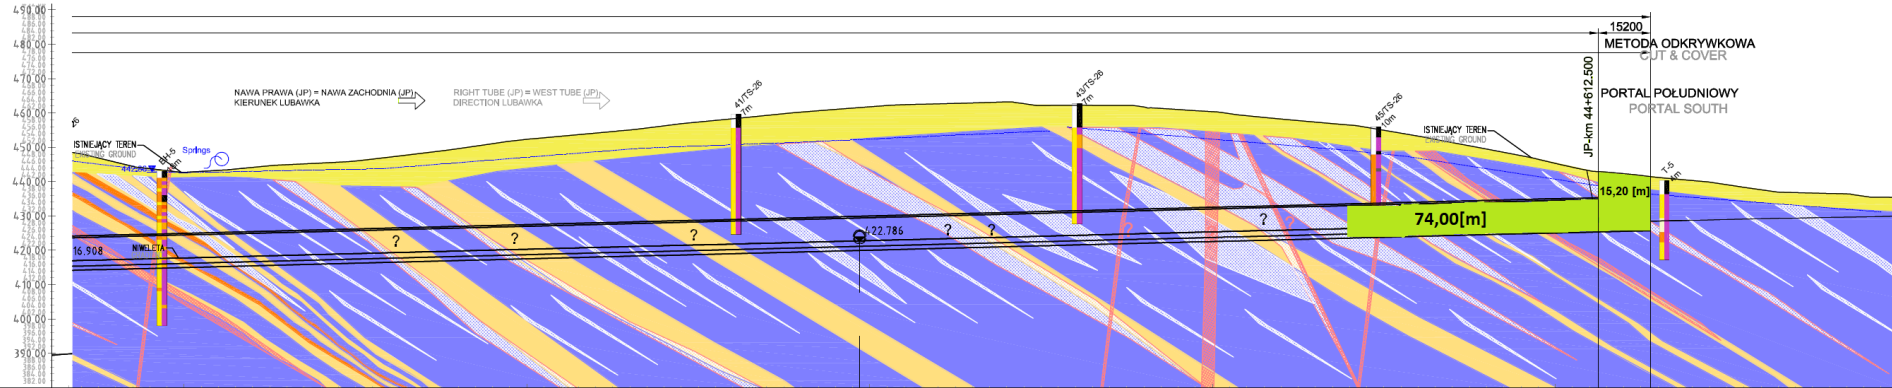 490.00
480.00
470.00
460.00
450.00
440.00
430.00
420.00
410.00
400.00
390.00
NAWA PRAWA (JP) = NAWA ZACHODNIA (JP)
KIERUNEK LUBAWKA
RIGHT TUBE (JP) = WEST TUBE (JP)
DIRECTION LUBAWKA
15200
METODA ODKRYWKOWA
CUT & COVER
JP-km 44+612.500
PORTAL POŁUDNIOWY
PORTAL SOUTH
41/TS-26
7m
43/TS-26
7m
45/TS-26
10m
ISTNIEJĄCY TEREN
EXISTING GROUND
Springs
BH-5
ISTNIEJĄCY TEREN
EXISTING GROUND
T-5
4m
15,20 [m]
74,00[m]
422.786
NIWELETA
16.908
? ? ? ? ? ? ?